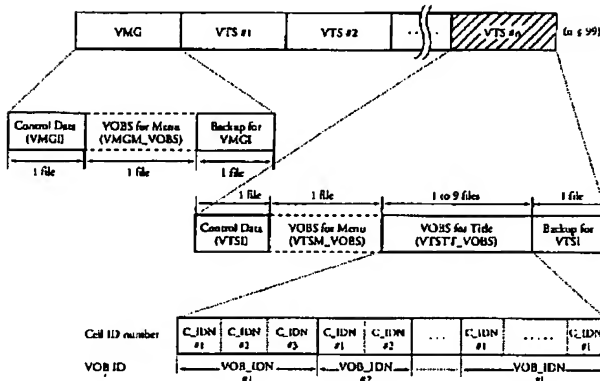 VMG VTS #1 VTS #2 ..... VTS #n (n ≤ 99)
Control Data (VMGI)
VOBS for Menu (VMGM_VOBS)
Backup for VMGI
1 file 1 file 1 file
1 file 1 file 1 to 9 files 1 file
Control Data (VTSI)
VOBS for Menu (VTSM_VOBS)
VOBS for Title (VTSTT_VOBS)
Backup for VTSI
Cell ID number C_IDN #1 C_IDN #2 C_IDN #3 C_IDN #1 C_IDN #2 ..... C_IDN #1 ..... C_IDN
VOB ID VOB_IDN VOB_IDN #2 VOB_IDN